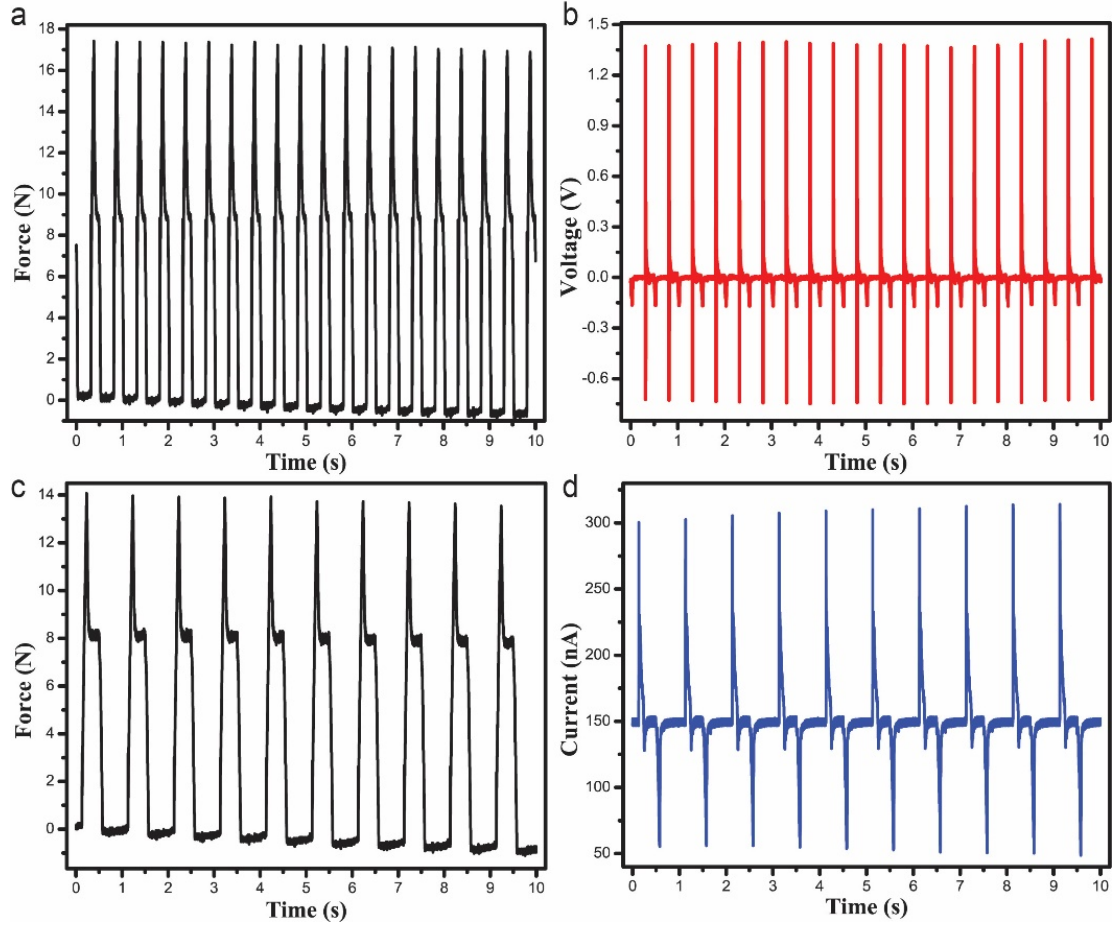 a
18
16
14
12
10
8
6
4
2
0
Force (N)
0 1 2 3 4 5 6 7 8 9 10
Time (s)
b
1.5
1.2
0.9
0.6
0.3
0.0
-0.3
-0.6
Voltage (V)
0 1 2 3 4 5 6 7 8 9 10
Time (s)
c
14
12
10
8
6
4
2
0
Force (N)
0 1 2 3 4 5 6 7 8 9 10
Time (s)
d
300
250
200
150
100
50
Current (nA)
0 1 2 3 4 5 6 7 8 9 10
Time (s)